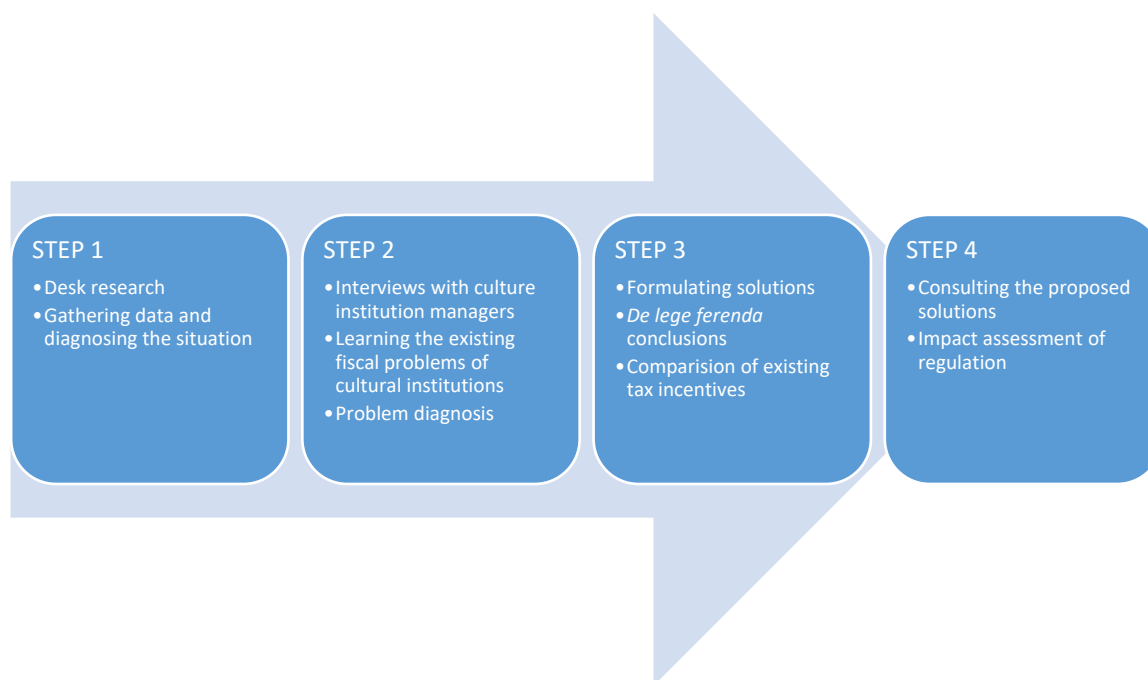 STEP 1
•Desk research
•Gathering data and
diagnosing the situation
STEP 2
•Interviews with culture
institution managers
•Learning the existing
fiscal problems of
cultural institutions
•Problem diagnosis
STEP 3
•Formulating solutions
•De lege ferenda
conclusions
•Comparision of existing
tax incentives
STEP 4
•Consulting the proposed
solutions
•Impact assessment of
regulation